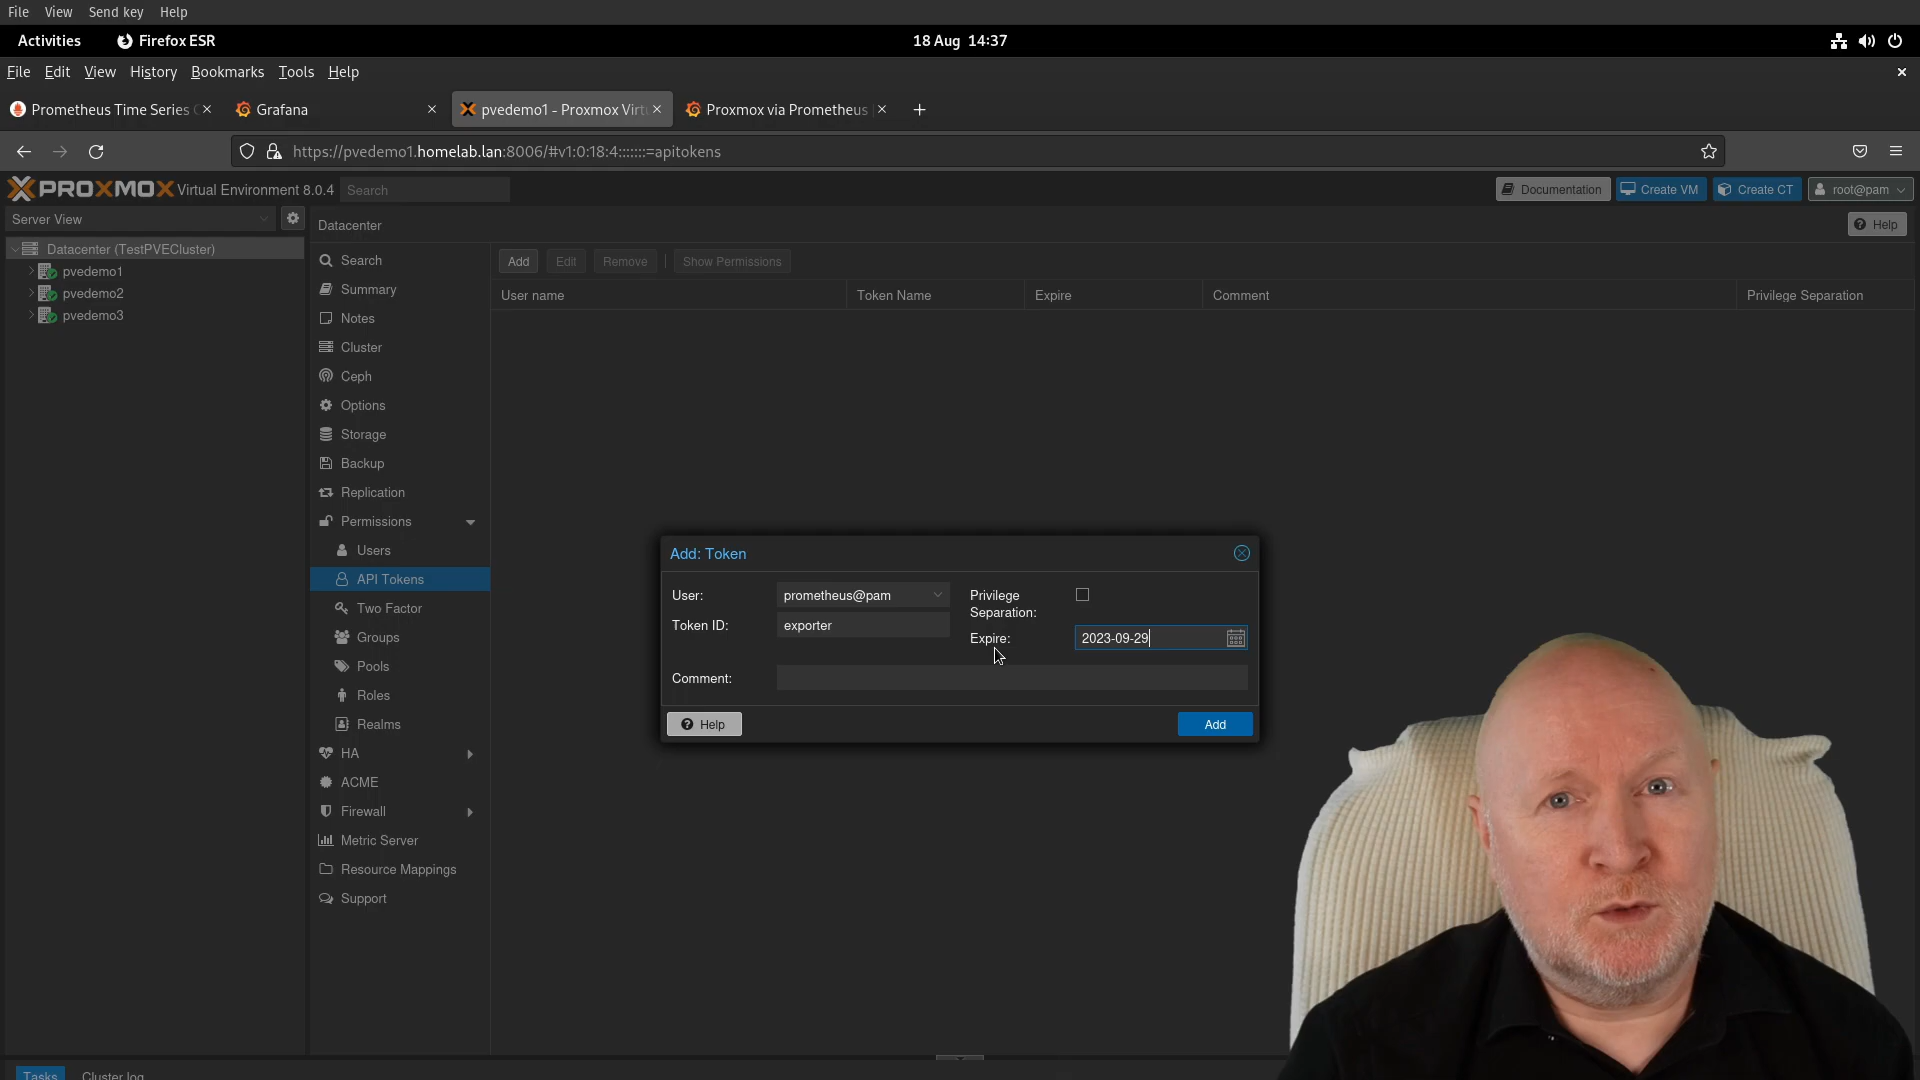 File View Send key Help
Activities Firefox ESR 18 Aug 14:37
File Edit View History Bookmarks Tools Help
Prometheus Time Series Grafana pvedemo1 - Proxmox Virt Proxmox via Prometheus
https://pvedemo1.homelab.lan:8006/#v1:0:18:4:::::::=apitokens
PROXMOX Virtual Environment 8.0.4 Search Documentation Create VM Create CT root@pam
Server View
Datacenter (TestPVECluster)
pvedemo1
pvedemo2
pvedemo3
Datacenter Help
Search
Summary
Notes
Cluster
Ceph
Options
Storage
Backup
Replication
Permissions
Users
API Tokens
Two Factor
Groups
Pools
Roles
Realms
HA
ACME
Firewall
Metric Server
Resource Mappings
Support
Add Edit Remove Show Permissions
User name Token Name Expire Comment Privilege Separation
Add: Token
User: prometheus@pam
Token ID: exporter
Privilege
Separation:
Expire: 2023-09-29
Comment:
Help Add
Tasks Cluster log